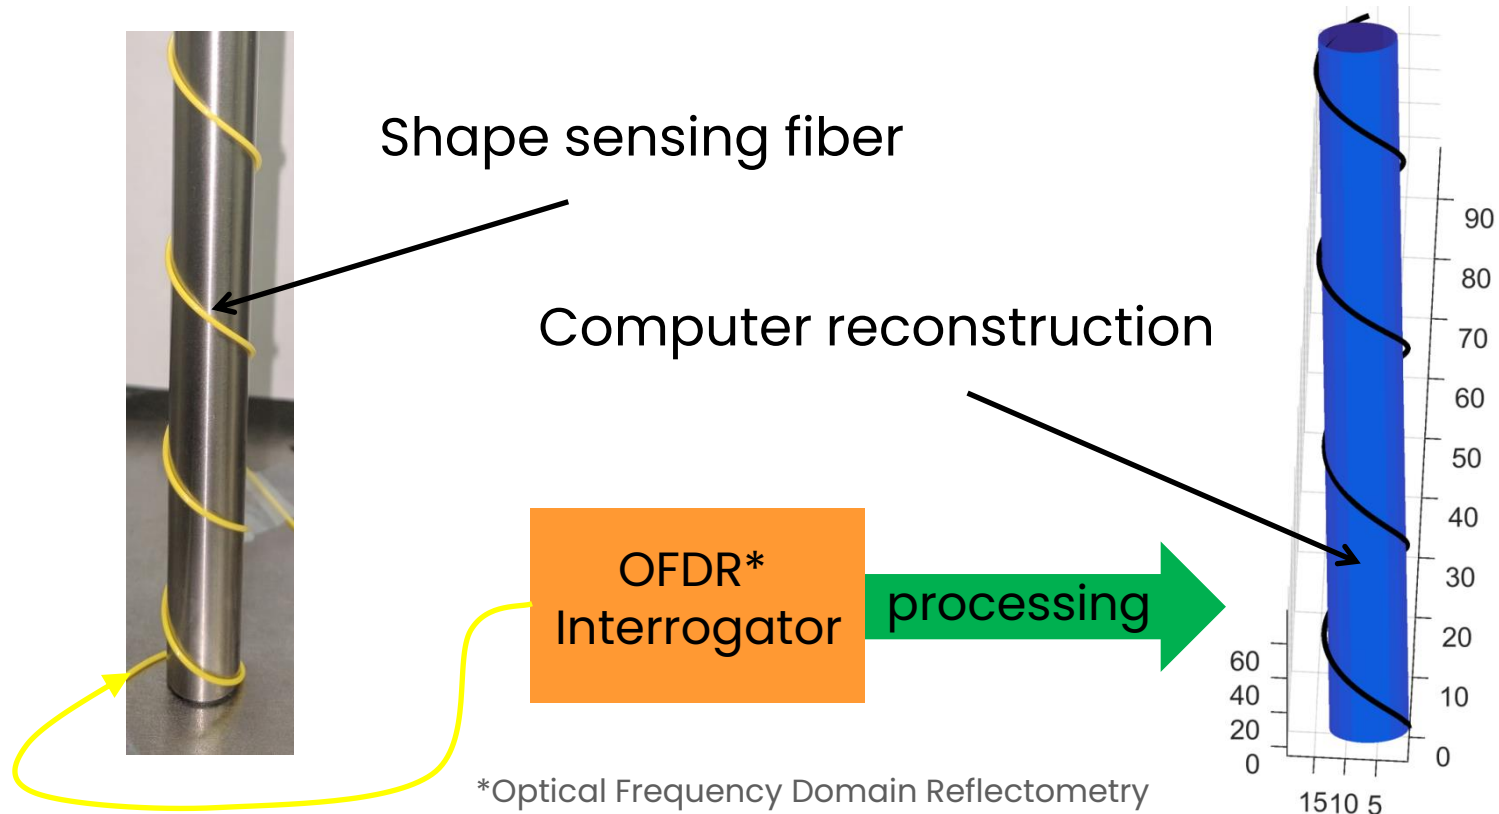 Shape sensing fiber
Computer reconstruction
OFDR*
Interrogator
processing
*Optical Frequency Domain Reflectometry
90
80
70
60
50
40
30
20
10
0
60
40
20
0
15 10 5